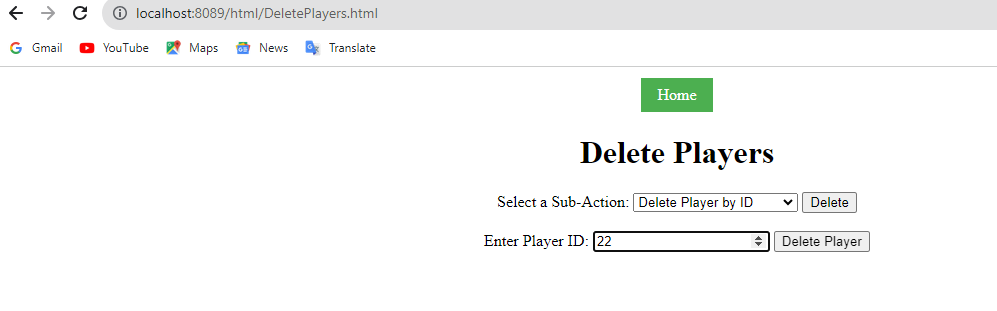 localhost:8089/html/DeletePlayers.html
Gmail YouTube Maps News Translate
Home
Delete Players
Select a Sub-Action: Delete Player by ID Delete
Enter Player ID: 22 Delete Player